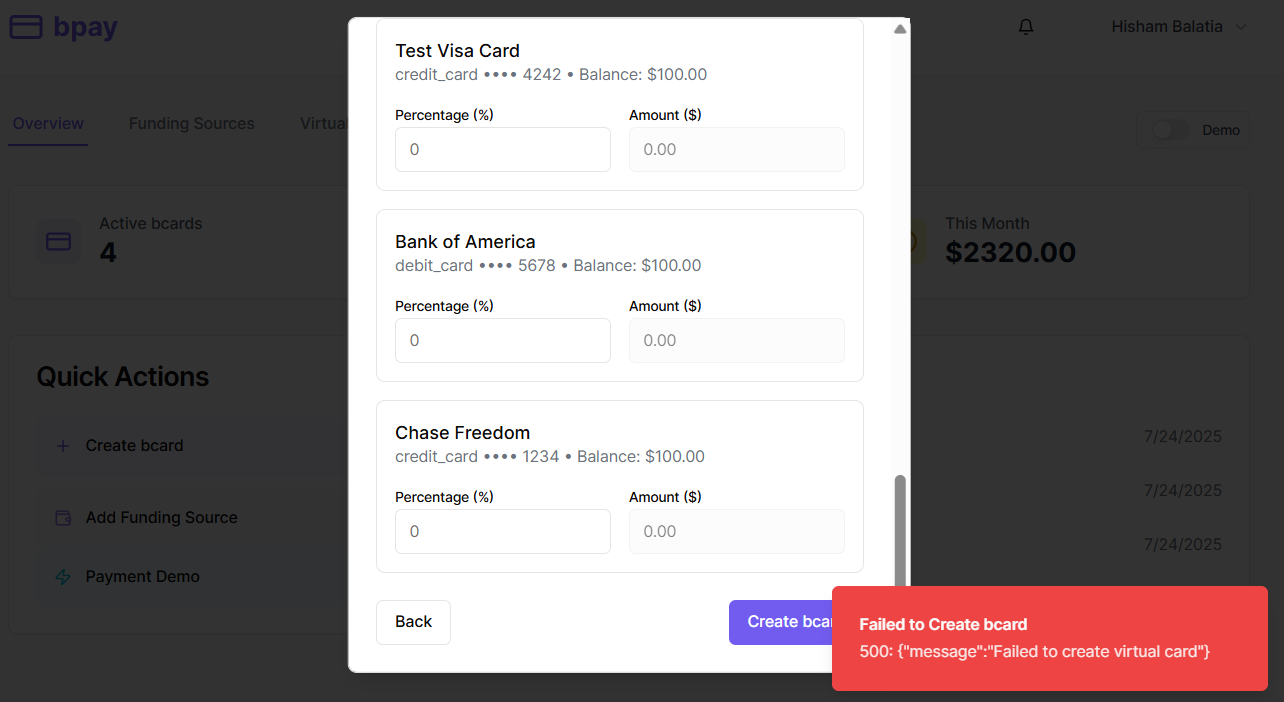 bpay
Hisham Balatia
Overview
Funding Sources
Virtual
Demo
Active bcards
4
This Month
$2320.00
Quick Actions
Create bcard
Add Funding Source
Payment Demo
7/24/2025
7/24/2025
7/24/2025
Test Visa Card
credit_card •••• 4242 • Balance: $100.00
Percentage (%)
Amount ($)
0
0.00
Bank of America
debit_card •••• 5678 • Balance: $100.00
Percentage (%)
Amount ($)
0
0.00
Chase Freedom
credit_card •••• 1234 • Balance: $100.00
Percentage (%)
Amount ($)
0
0.00
Back
Create bcar
Failed to Create bcard
500: {"message":"Failed to create virtual card"}